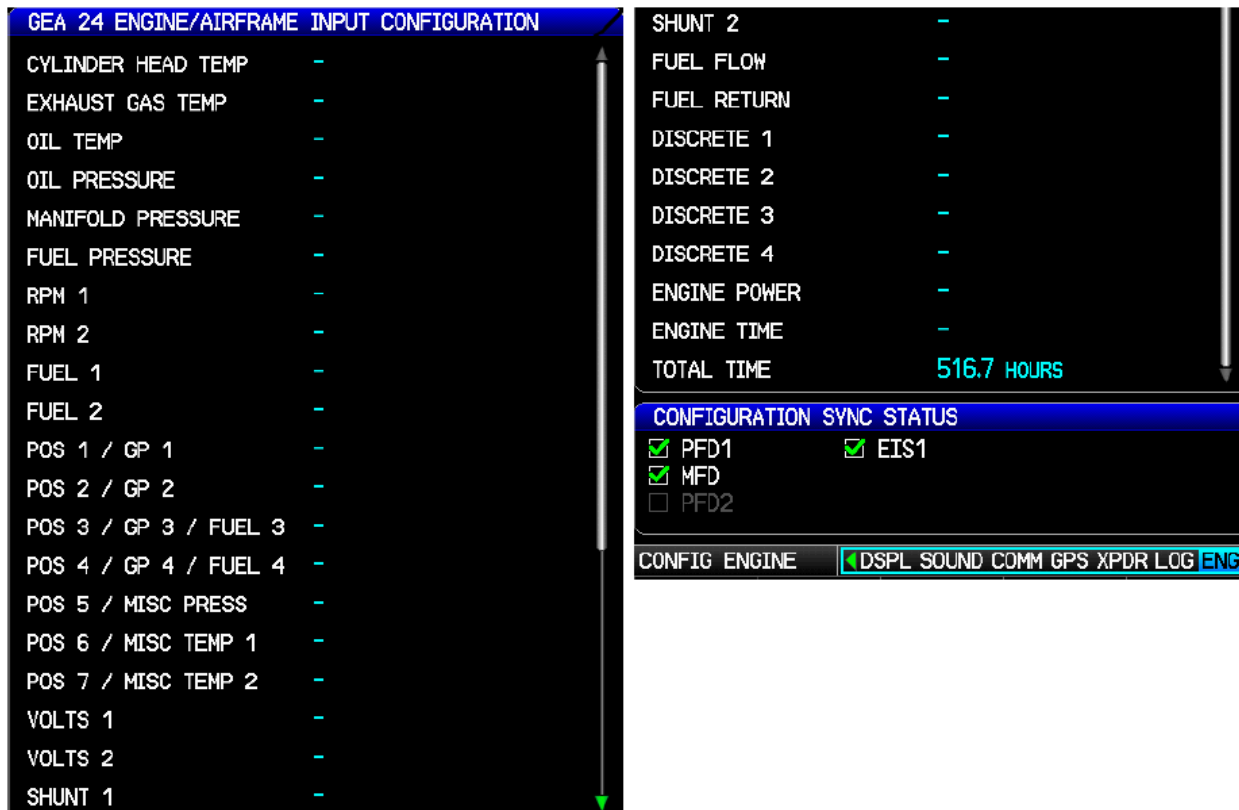 GEA 24 ENGINE/AIRFRAME INPUT CONFIGURATION
CYLINDER HEAD TEMP -
EXHAUST GAS TEMP -
OIL TEMP -
OIL PRESSURE -
MANIFOLD PRESSURE -
FUEL PRESSURE -
RPM 1 -
RPM 2 -
FUEL 1 -
FUEL 2 -
POS 1 / GP 1 -
POS 2 / GP 2 -
POS 3 / GP 3 / FUEL 3 -
POS 4 / GP 4 / FUEL 4 -
POS 5 / MISC PRESS -
POS 6 / MISC TEMP 1 -
POS 7 / MISC TEMP 2 -
VOLTS 1 -
VOLTS 2 -
SHUNT 1 -
SHUNT 2 -
FUEL FLOW -
FUEL RETURN -
DISCRETE 1 -
DISCRETE 2 -
DISCRETE 3 -
DISCRETE 4 -
ENGINE POWER -
ENGINE TIME -
TOTAL TIME 516.7 HOURS
CONFIGURATION SYNC STATUS
PFD1 EIS1
MFD
PFD2
CONFIG ENGINE DSPL SOUND COMM GPS XPDR LOG ENG